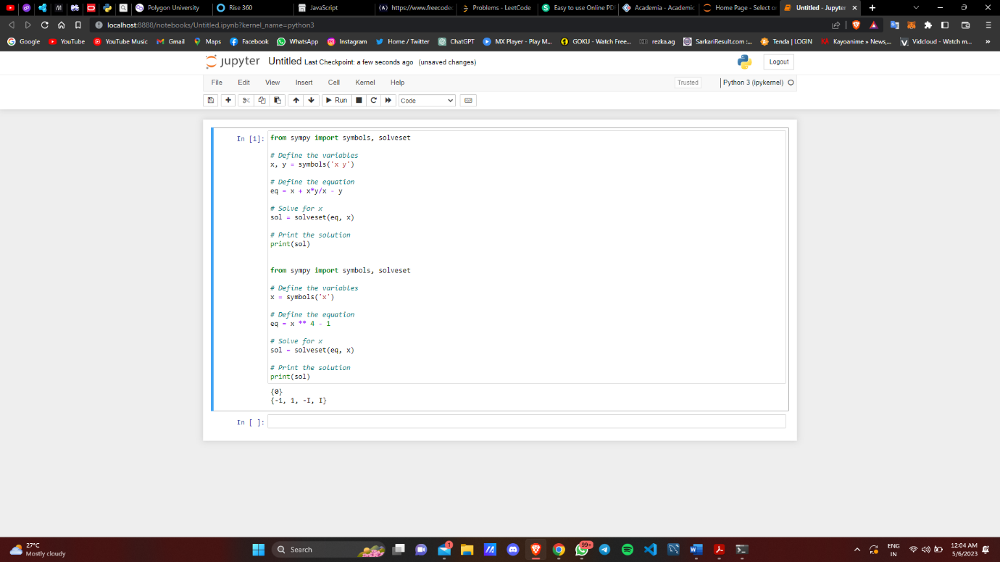 Polygon University
Rise 360
JavaScript
https://www.freecodec
Problems - LeetCode
Easy to use Online PD
Academia - Academic
Home Page - Select o
Untitled - Jupyter
localhost:8888/notebooks/Untitled.ipynb?kernel_name=python3
Google YouTube YouTube Music Gmail Maps Facebook WhatsApp Instagram Home / Twitter ChatGPT MX Player - Play M... GOKU - Watch Free... rezka.ag SarkariResult.com :... Tenda | LOGIN Kayoanime » News,... Vidcloud - Watch m... »
jupyter Untitled Last Checkpoint: a few seconds ago (unsaved changes) Logout
File Edit View Insert Cell Kernel Help Trusted Python 3 (ipykernel)
Run Code
In [1]: from sympy import symbols, solveset
# Define the variables
x, y = symbols('x y')
# Define the equation
eq = x + x*y/x - y
# Solve for x
sol = solveset(eq, x)
# Print the solution
print(sol)
from sympy import symbols, solveset
# Define the variables
x = symbols('x')
# Define the equation
eq = x ** 4 - 1
# Solve for x
sol = solveset(eq, x)
# Print the solution
print(sol)
{0}
{-1, 1, -I, I}
In [ ]:
27°C
Mostly cloudy
Search
1
99+
ENG
IN
12:04 AM
5/6/2023